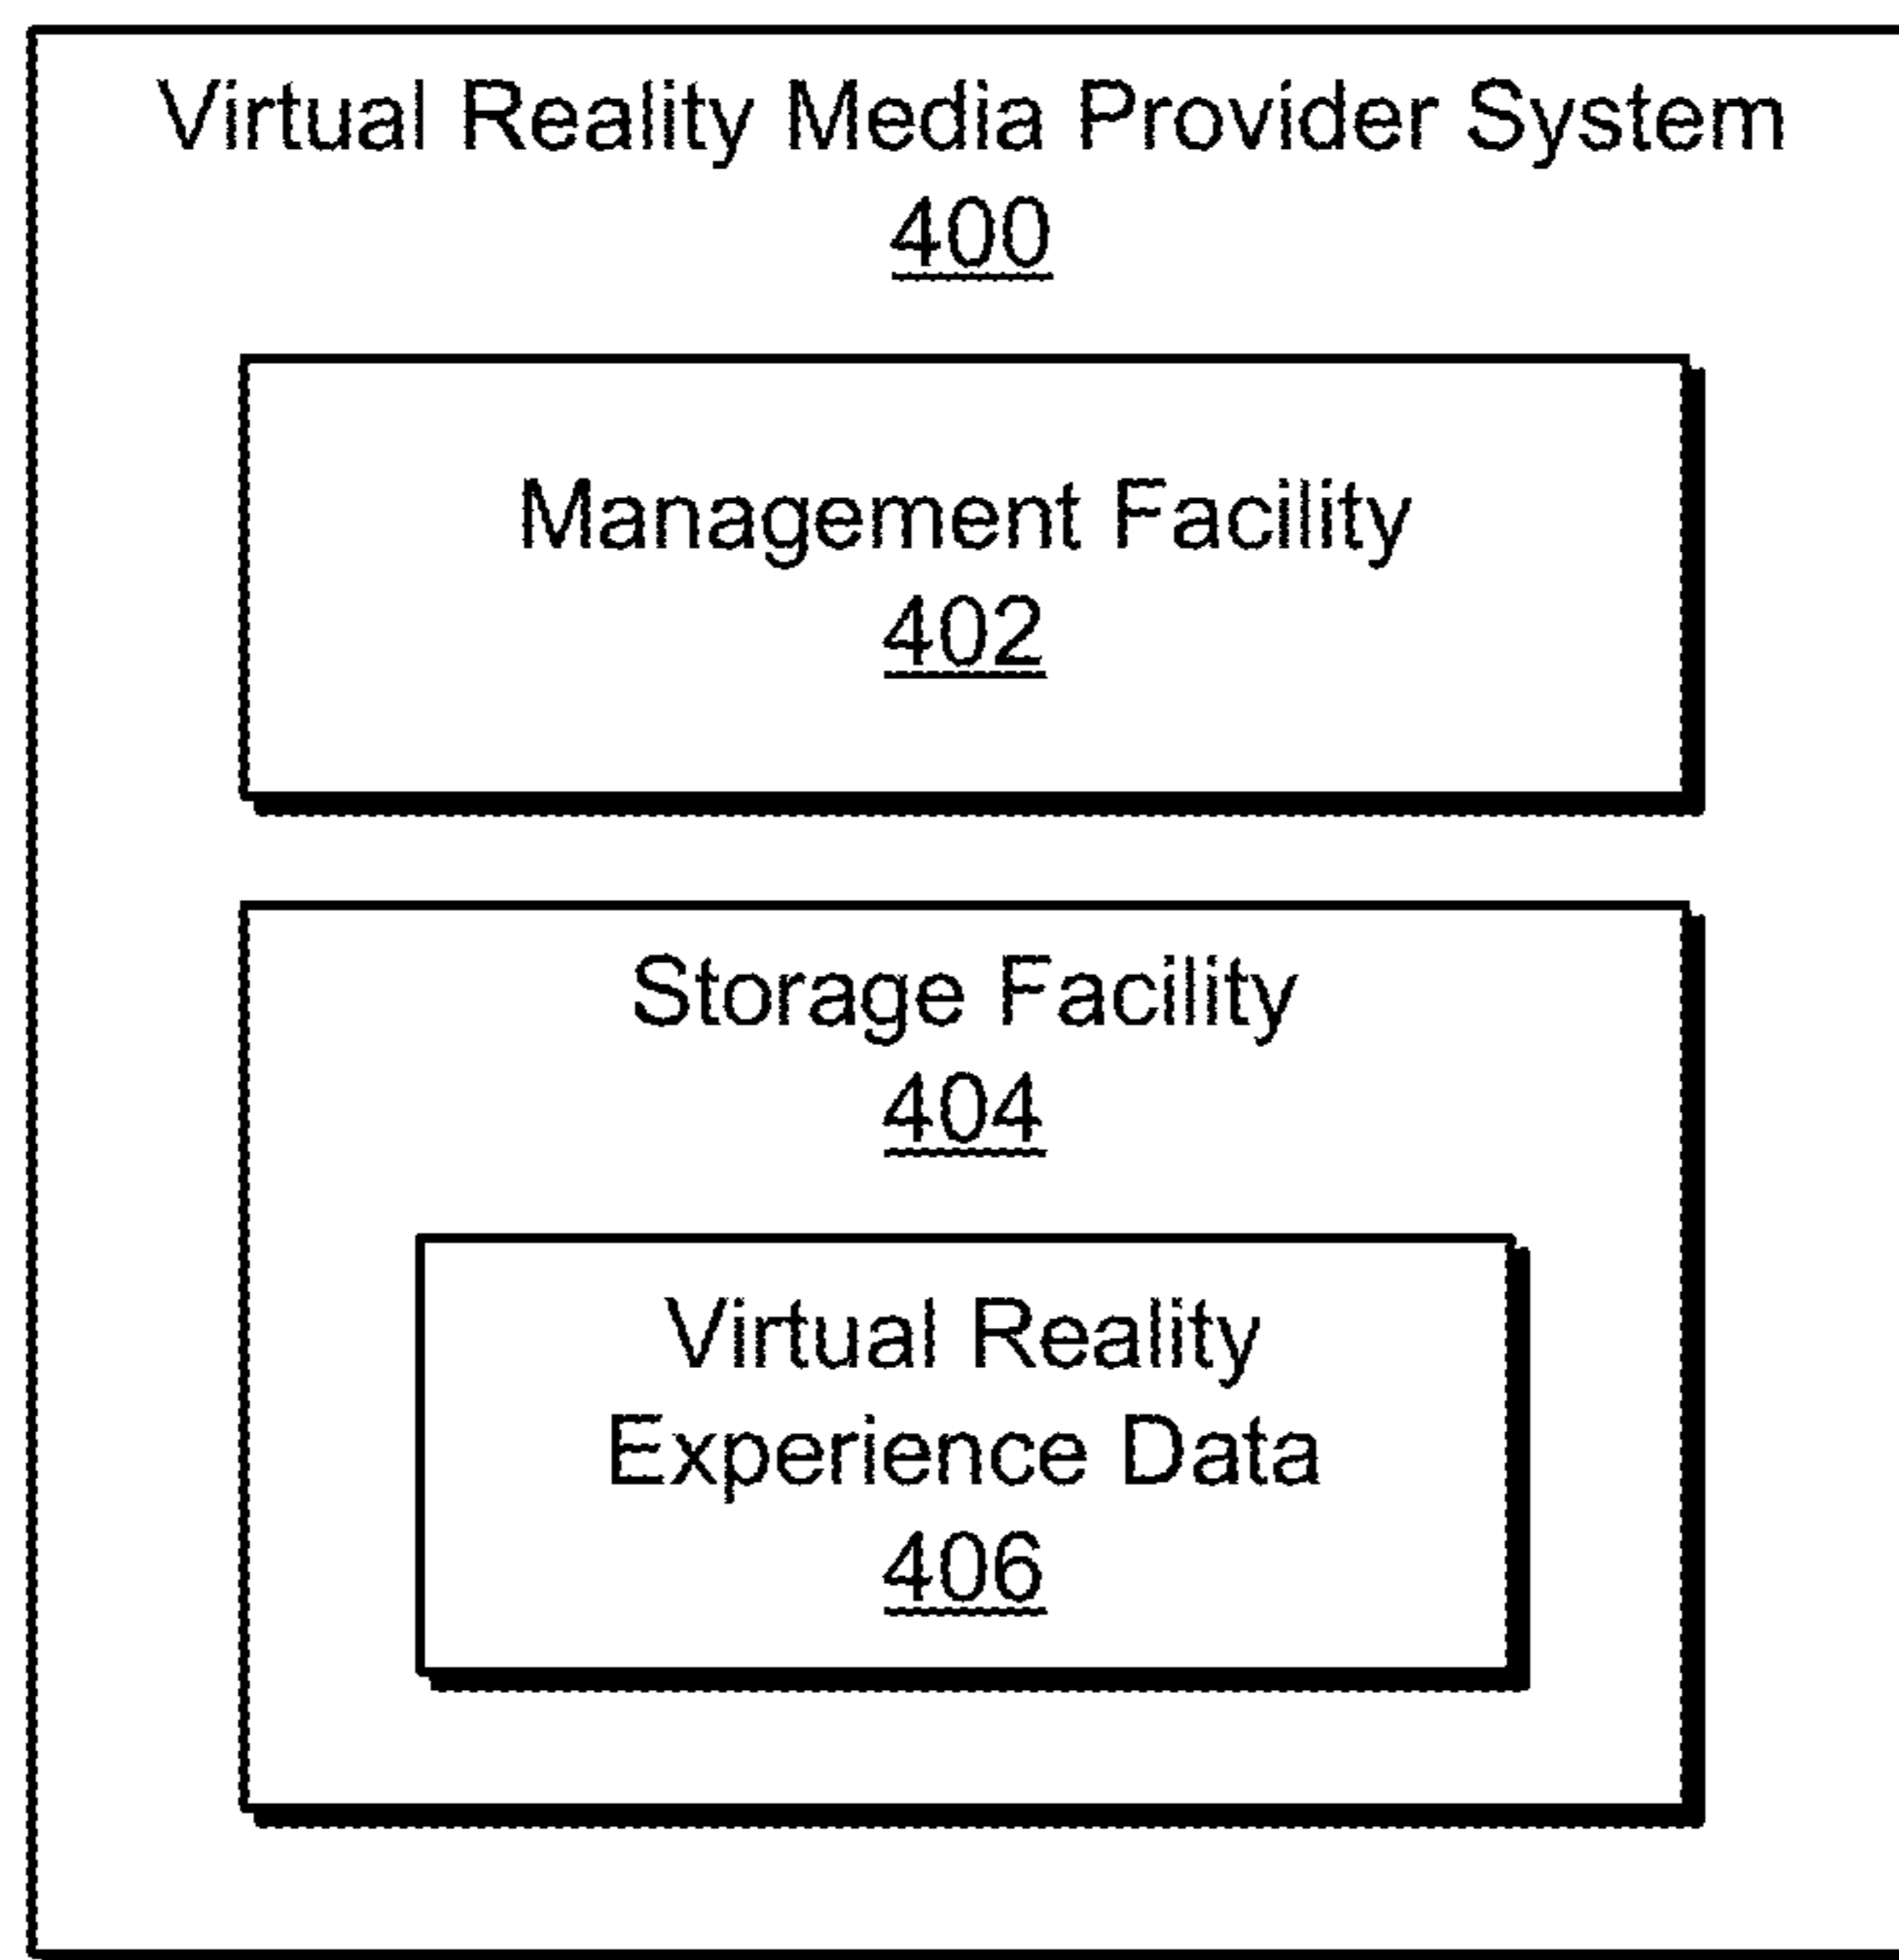 Virtual Reality Media Provider System
400
Management Facility
402
Storage Facility
404
Virtual Reality
Experience Data
406